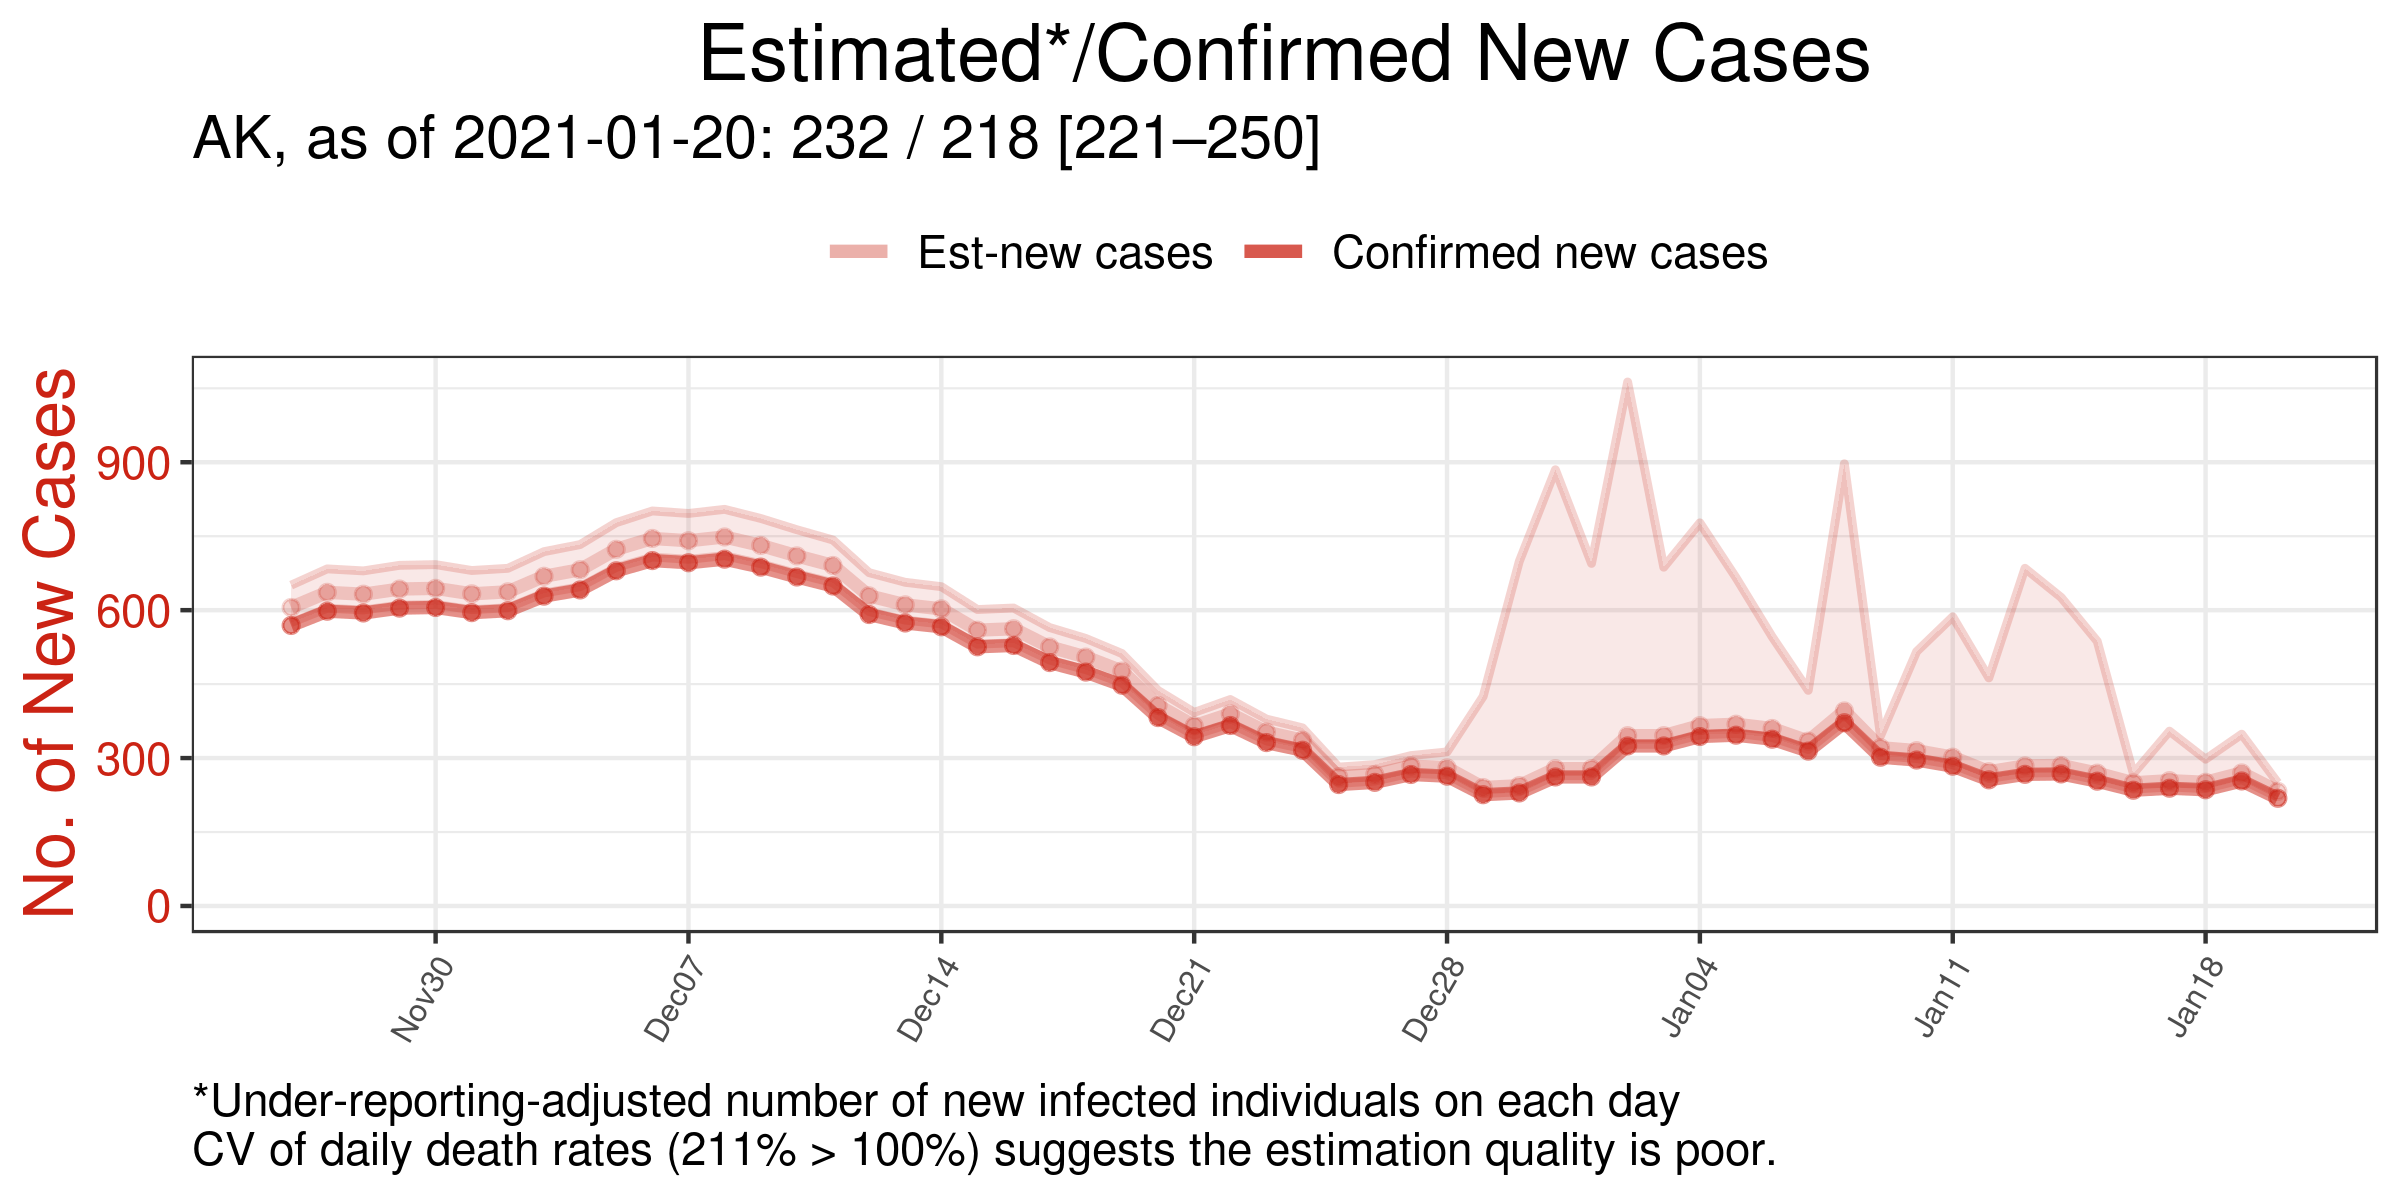 Estimated*/Confirmed New Cases
AK, as of 2021-01-20: 232 / 218 [221–250]
Est-new cases
Confirmed new cases
No. of New Cases
900
600
300
0
Nov30
Dec07
Dec14
Dec21
Dec28
Jan04
Jan11
Jan18
*Under-reporting-adjusted number of new infected individuals on each day
CV of daily death rates (211% > 100%) suggests the estimation quality is poor.